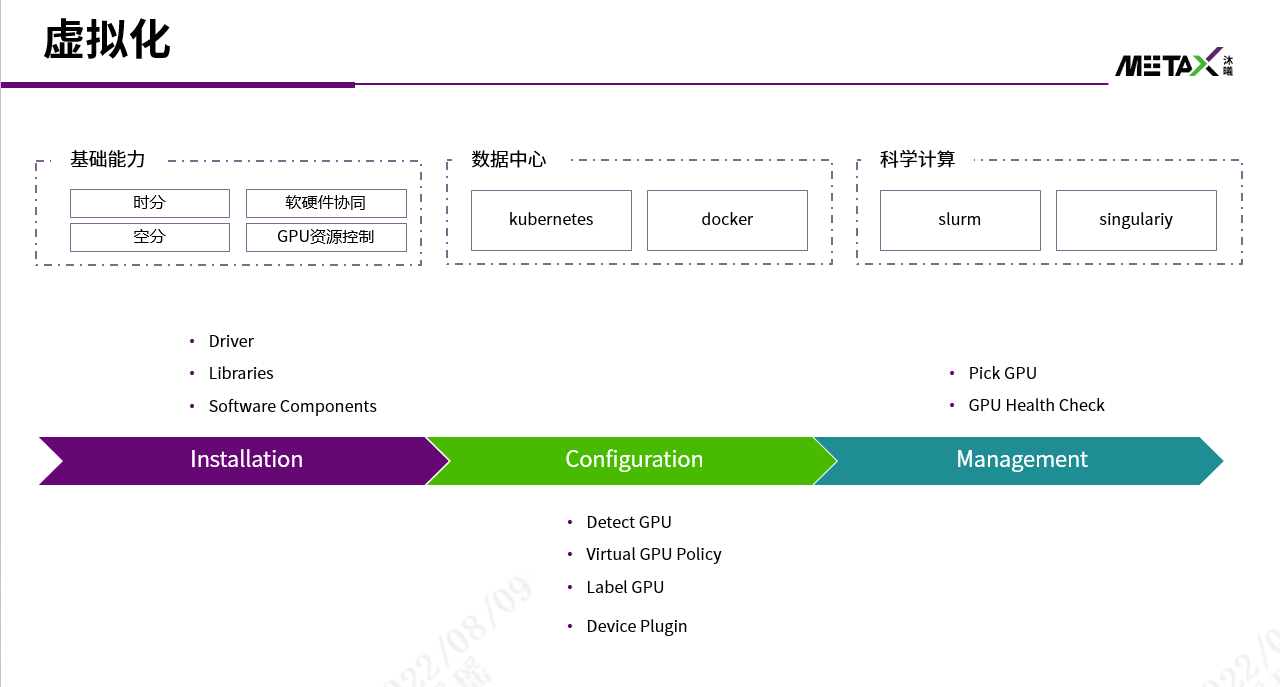 虚拟化
METAX 沐曦
基础能力
时分
软硬件协同
空分
GPU资源控制
数据中心
kubernetes
docker
科学计算
slurm
singulariy
• Driver
• Libraries
• Software Components
• Pick GPU
• GPU Health Check
Installation
Configuration
Management
• Detect GPU
• Virtual GPU Policy
• Label GPU
• Device Plugin
022/08/09